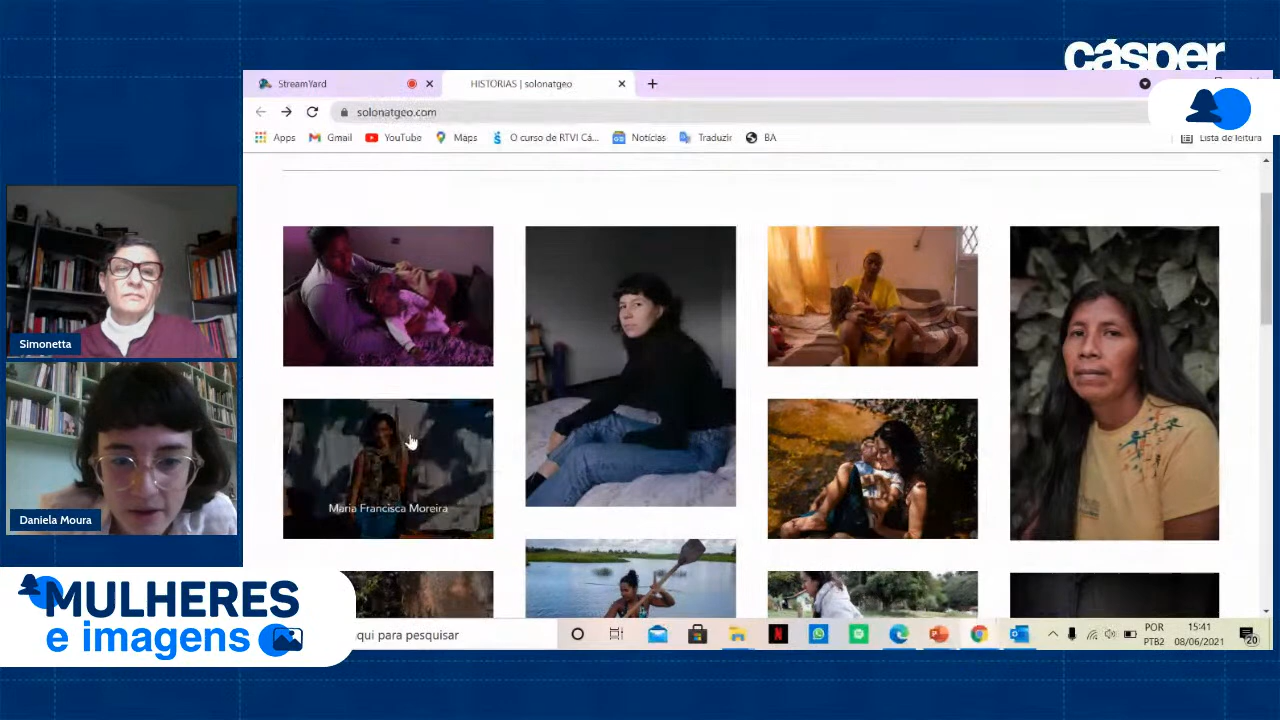 cásper
StreamYard
HISTORIAS | solonatgeo
solonatgeo.com
Apps
Gmail
YouTube
Maps
O curso de RTVI Cá...
Notícias
Traduzir
BA
Lista de leitura
Simonetta
Daniela Moura
Maria Francisca Moreira
MULHERES
e imagens
qui para pesquisar
POR
PTB2
15:41
08/06/2021
20